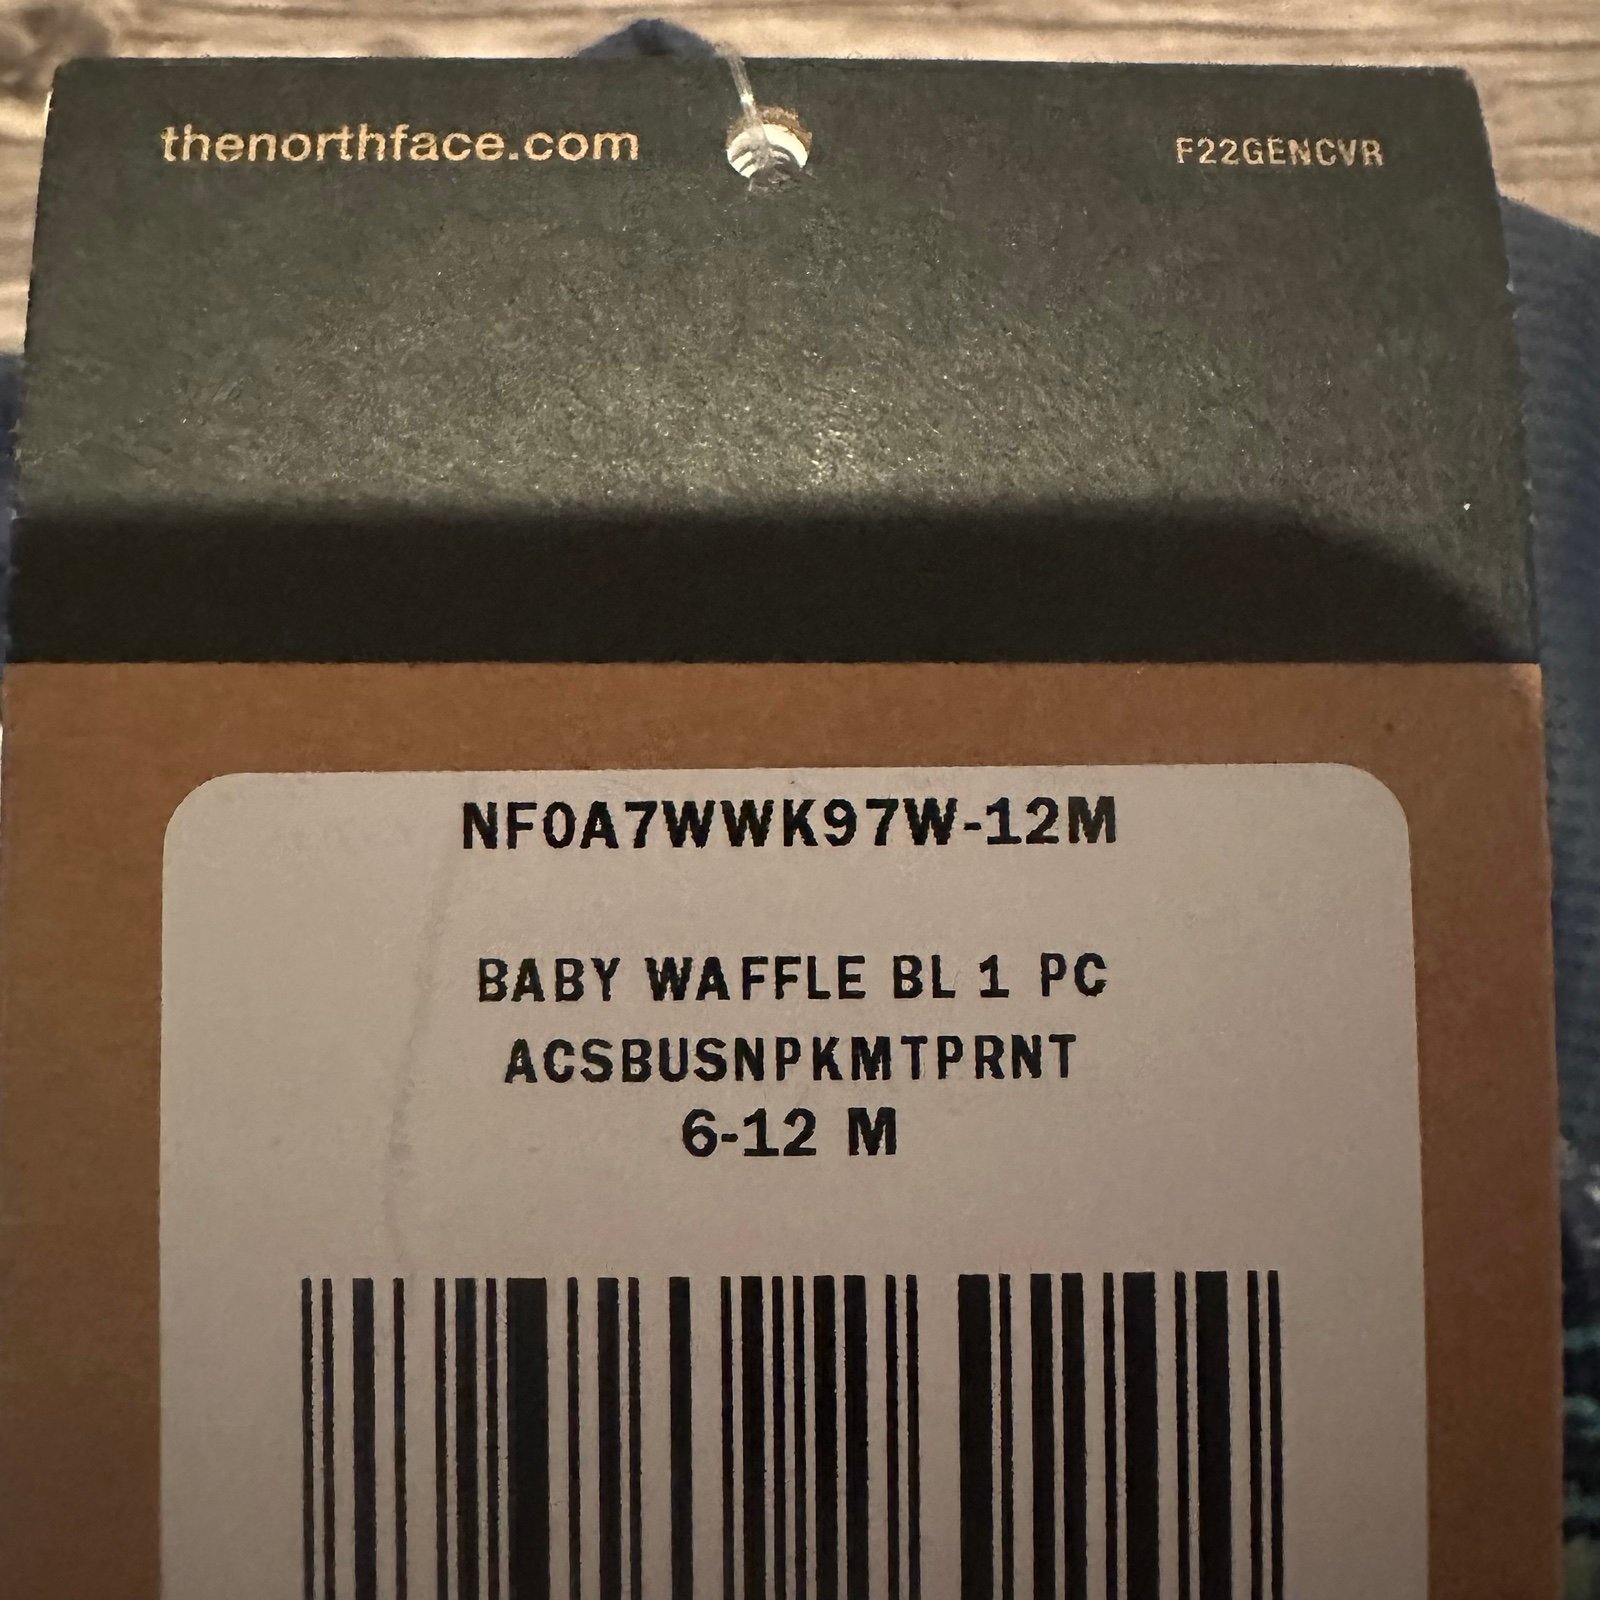 thenorthface.com
F22GENCVR
NF0A7WWK97W-12M
BABY WAFFLE BL 1 PC
ACSBUSNPKMTPRNT
6-12 M